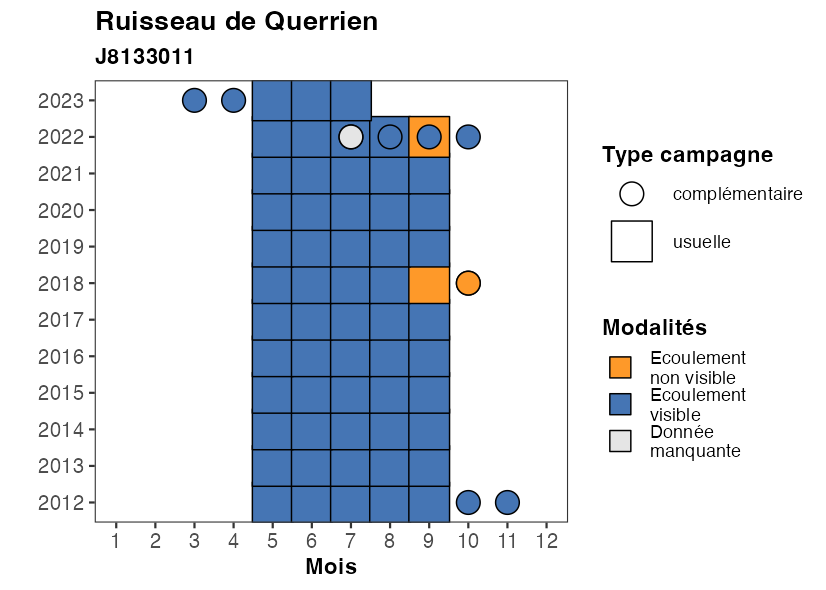 Ruisseau de Querrien
J8133011
2023
2022
2021
2020
2019
2018
2017
2016
2015
2014
2013
2012
1 2 3 4 5 6 7 8 9 10 11 12
Mois
Type campagne
complémentaire
usuelle
Modalités
Ecoulement
non visible
Ecoulement
visible
Donnée
manquante